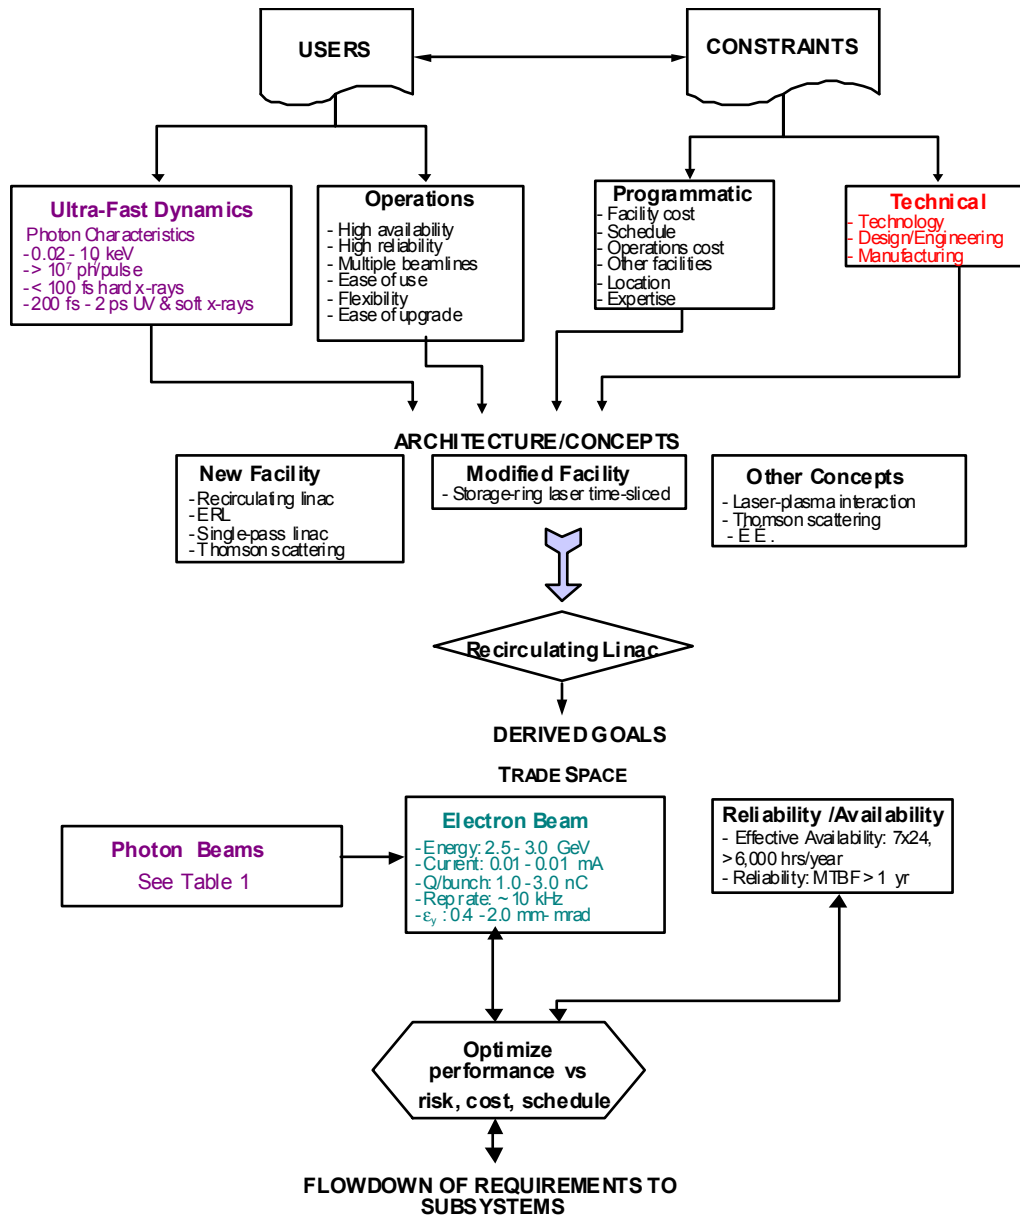 USERS
CONSTRAINTS
Ultra-Fast Dynamics
Photon Characteristics
- 0.02 - 10 keV
- > 10⁷ ph/pulse
- < 100 fs hard x-rays
- 200 fs - 2 ps UV & soft x-rays
Operations
- High availability
- High reliability
- Multiple beamlines
- Ease of use
- Flexibility
- Ease of upgrade
Programmatic
- Facility cost
- Schedule
- Operations cost
- Other facilities
- Location
- Expertise
Technical
- Technology
- Design/Engineering
- Manufacturing
ARCHITECTURE/CONCEPTS
New Facility
- Recirculating linac
- ERL
- Single-pass linac
- Thomson scattering
Modified Facility
- Storage-ring laser time-sliced
Other Concepts
- Laser-plasma interaction
- Thomson scattering
- É É .
Recirculating Linac
DERIVED GOALS
TRADE SPACE
Photon Beams
See Table 1
Electron Beam
- Energy: 2.5 - 3.0 GeV
- Current: 0.01 - 0.01 mA
- Q/bunch: 1.0 - 3.0 nC
- Rep rate: ~ 10 kHz
- εᵧ : 0.4 - 2.0 mm-mrad
Reliability /Availability
- Effective Availability: 7x24,
> 6,000 hrs/year
- Reliability: MTBF > 1 yr
Optimize
performance vs
risk, cost, schedule
FLOWDOWN OF REQUIREMENTS TO
SUBSYSTEMS